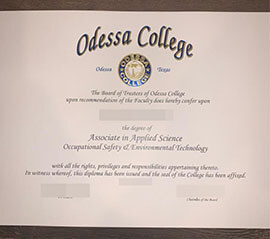 Odessa College
Odessa Texas
ODESSA
COLLEGE
The Board of Trustees of Odessa College
upon recommendation of the Faculty does hereby confer upon
the degree of
Associate in Applied Science
Occupational Safety & Environmental Technology
with all the rights, privileges and responsibilities appertaining thereto.
In witness whereof, this diploma has been issued and the seal of the College has been affixed.